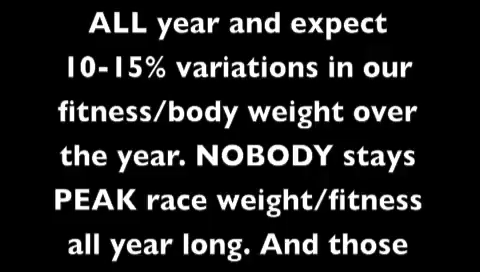 ALL year and expect
10-15% variations in our
fitness/body weight over
the year. NOBODY stays
PEAK race weight/fitness
all year long. And those